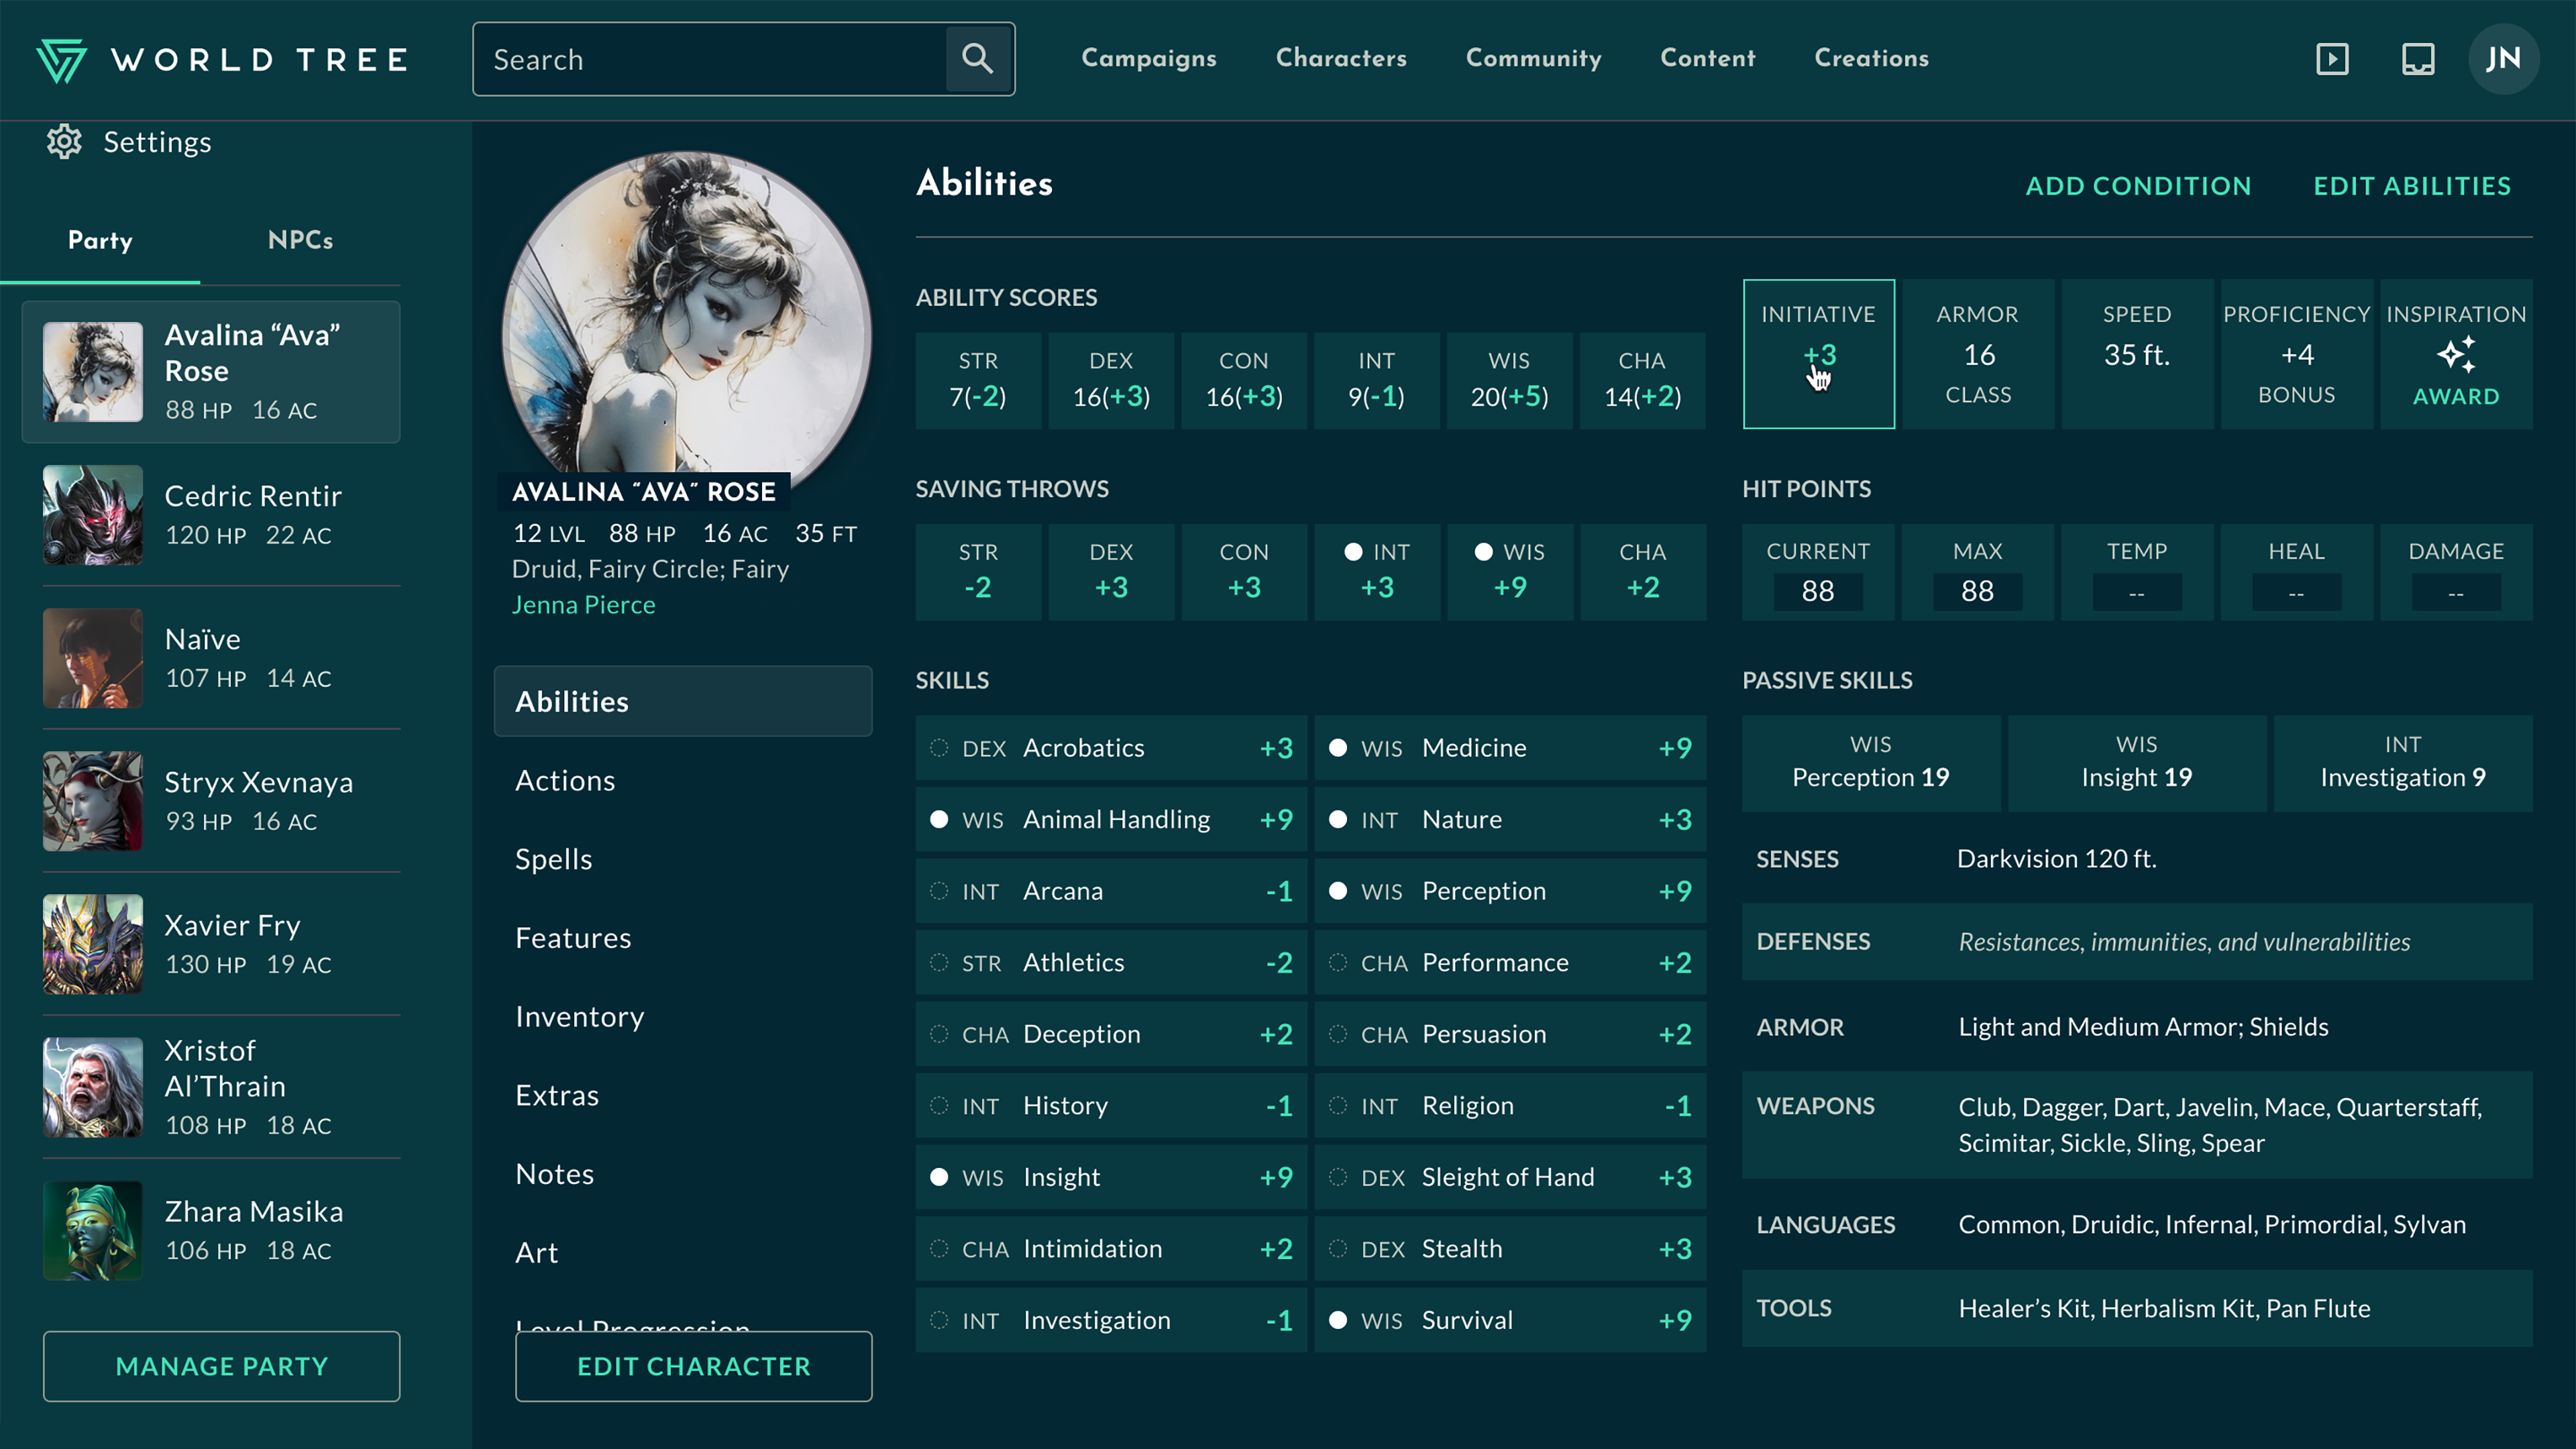 WORLD TREE
Search
Campaigns
Characters
Community
Content
Creations
JN
Settings
Party
NPCs
Avalina “Ava”
Rose
88 HP 16 AC
Cedric Rentir
120 HP 22 AC
Naïve
107 HP 14 AC
Stryx Xevnaya
93 HP 16 AC
Xavier Fry
130 HP 19 AC
Xristof
Al’Thrain
108 HP 18 AC
Zhara Masika
106 HP 18 AC
MANAGE PARTY
AVALINA “AVA” ROSE
12 LVL 88 HP 16 AC 35 FT
Druid, Fairy Circle; Fairy
Jenna Pierce
Abilities
Actions
Spells
Features
Inventory
Extras
Notes
Art
Level Progression
EDIT CHARACTER
Abilities
ADD CONDITION
EDIT ABILITIES
ABILITY SCORES
STR
7(-2)
DEX
16(+3)
CON
16(+3)
INT
9(-1)
WIS
20(+5)
CHA
14(+2)
INITIATIVE
+3
ARMOR
16
CLASS
SPEED
35 ft.
PROFICIENCY
+4
BONUS
INSPIRATION
AWARD
SAVING THROWS
STR
-2
DEX
+3
CON
+3
INT
+3
WIS
+9
CHA
+2
HIT POINTS
CURRENT
88
MAX
88
TEMP
--
HEAL
--
DAMAGE
--
SKILLS
DEX Acrobatics +3
WIS Animal Handling +9
INT Arcana -1
STR Athletics -2
CHA Deception +2
INT History -1
WIS Insight +9
CHA Intimidation +2
INT Investigation -1
WIS Medicine +9
INT Nature +3
WIS Perception +9
CHA Performance +2
CHA Persuasion +2
INT Religion -1
DEX Sleight of Hand +3
DEX Stealth +3
WIS Survival +9
PASSIVE SKILLS
WIS
Perception 19
WIS
Insight 19
INT
Investigation 9
SENSES Darkvision 120 ft.
DEFENSES Resistances, immunities, and vulnerabilities
ARMOR Light and Medium Armor; Shields
WEAPONS Club, Dagger, Dart, Javelin, Mace, Quarterstaff,
Scimitar, Sickle, Sling, Spear
LANGUAGES Common, Druidic, Infernal, Primordial, Sylvan
TOOLS Healer’s Kit, Herbalism Kit, Pan Flute